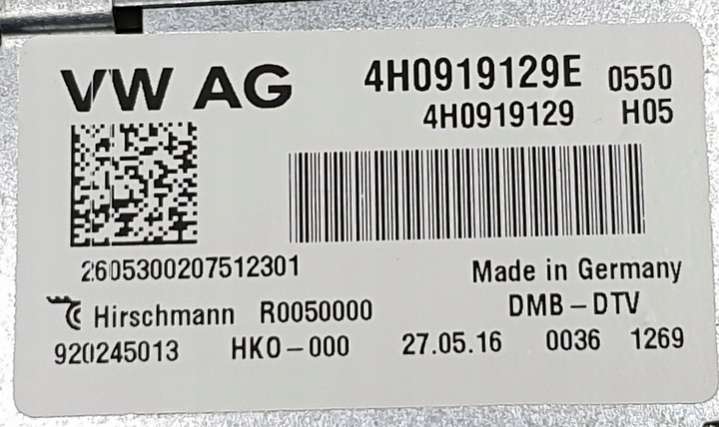 VW AG 4H0919129E 0550
4H0919129 H05
2605300207512301 Made in Germany
Hirschmann R0050000 DMB-DTV
920245013 HKO-000 27.05.16 0036 1269